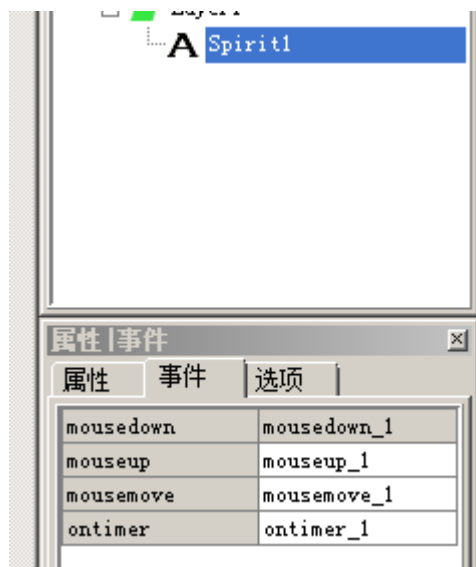 Layer1
A Spirit1
属性|事件
属性 事件 选项
mousedown mousedown_1
mouseup mouseup_1
mousemove mousemove_1
ontimer ontimer_1